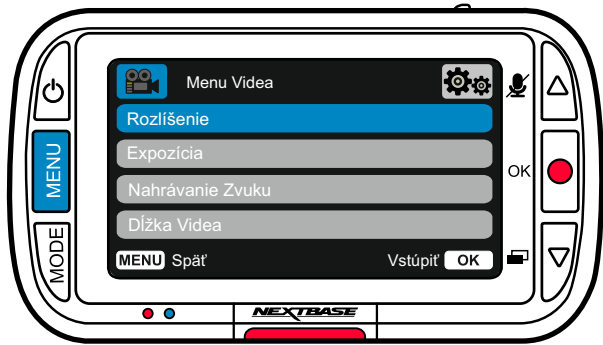 Menu Videa
Rozlíšenie
Expozícia
Nahrávanie Zvuku
Dĺžka Videa
MENU Späť
Vstúpiť OK
MENU
MODE
OK
NEXTBASE